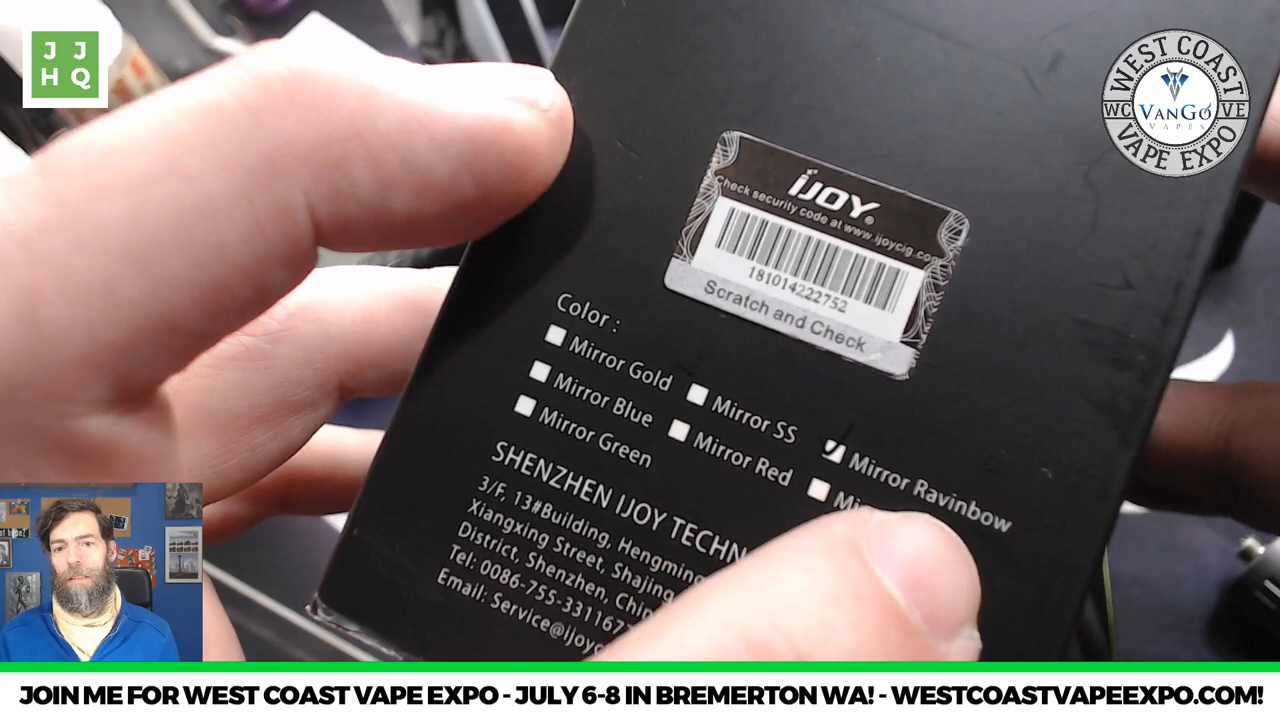 J J
H Q
WEST COAST
WC VE
VANGO
VAPES
VAPE EXPO
iJOY®
Check security code at www.ijoycig.com
181014222752
Scratch and Check
Color :
Mirror Gold
Mirror SS
Mirror Ravinbow
Mirror Blue
Mirror Red
Mirror Green
SHENZHEN IJOY TECHN
3/F, 13#Building, Hengming
Xiangxing Street, Shajing
District, Shenzhen, Chin
Tel: 0086-755-331167
Email: Service@ijoyc
JOIN ME FOR WEST COAST VAPE EXPO - JULY 6-8 IN BREMERTON WA! - WESTCOASTVAPEEXPO.COM!